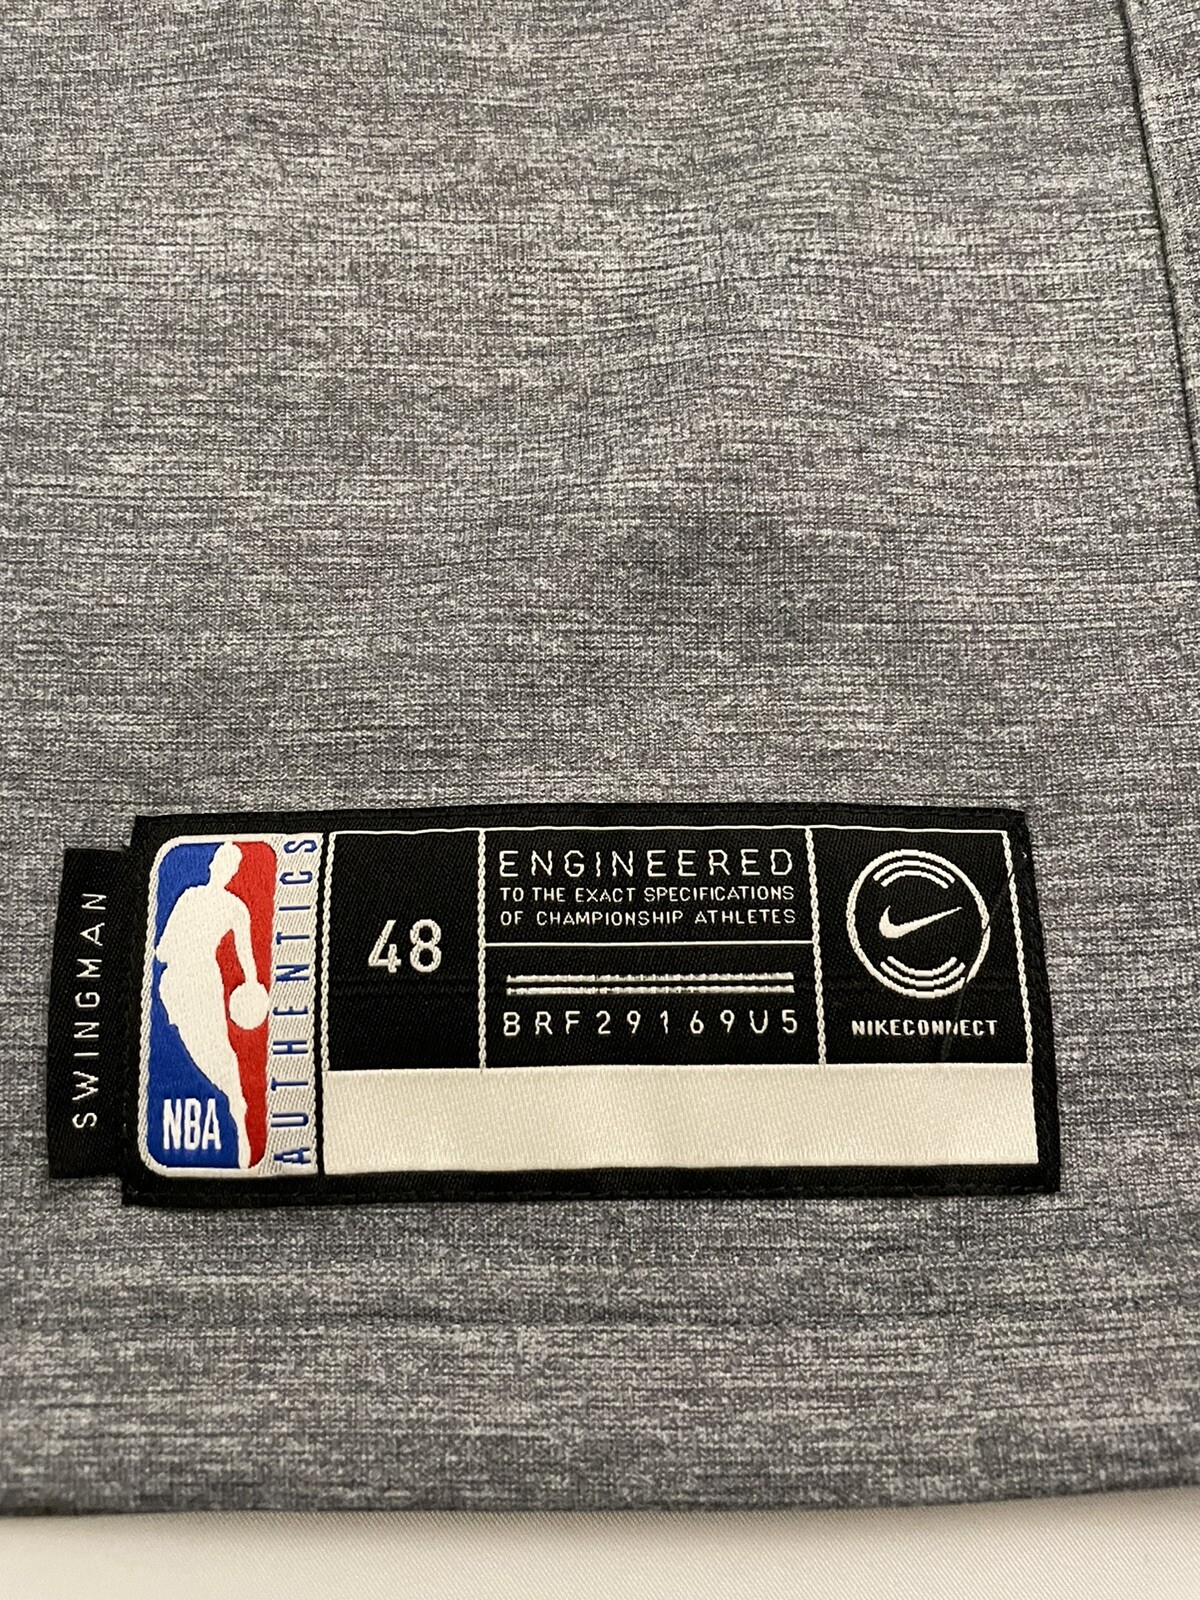 SWINGMAN
NBA
AUTHENTICS
48
ENGINEERED
TO THE EXACT SPECIFICATIONS
OF CHAMPIONSHIP ATHLETES
BRF29169U5
NIKECONNECT